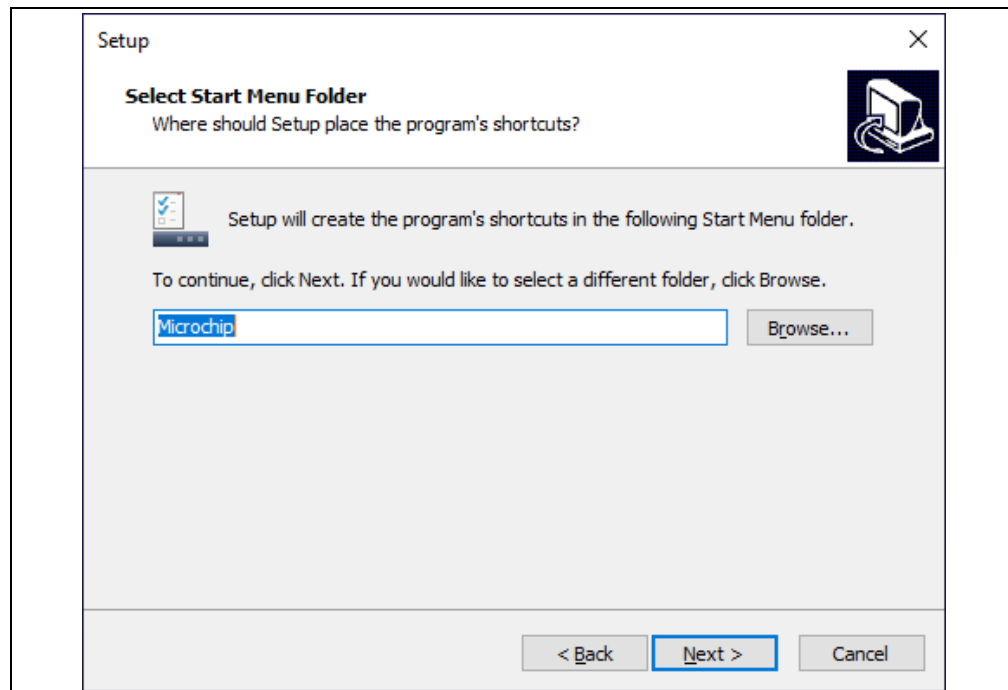 Setup
Select Start Menu Folder
Where should Setup place the program's shortcuts?
Setup will create the program's shortcuts in the following Start Menu folder.
To continue, click Next. If you would like to select a different folder, click Browse.
Microchip
Browse...
< Back
Next >
Cancel